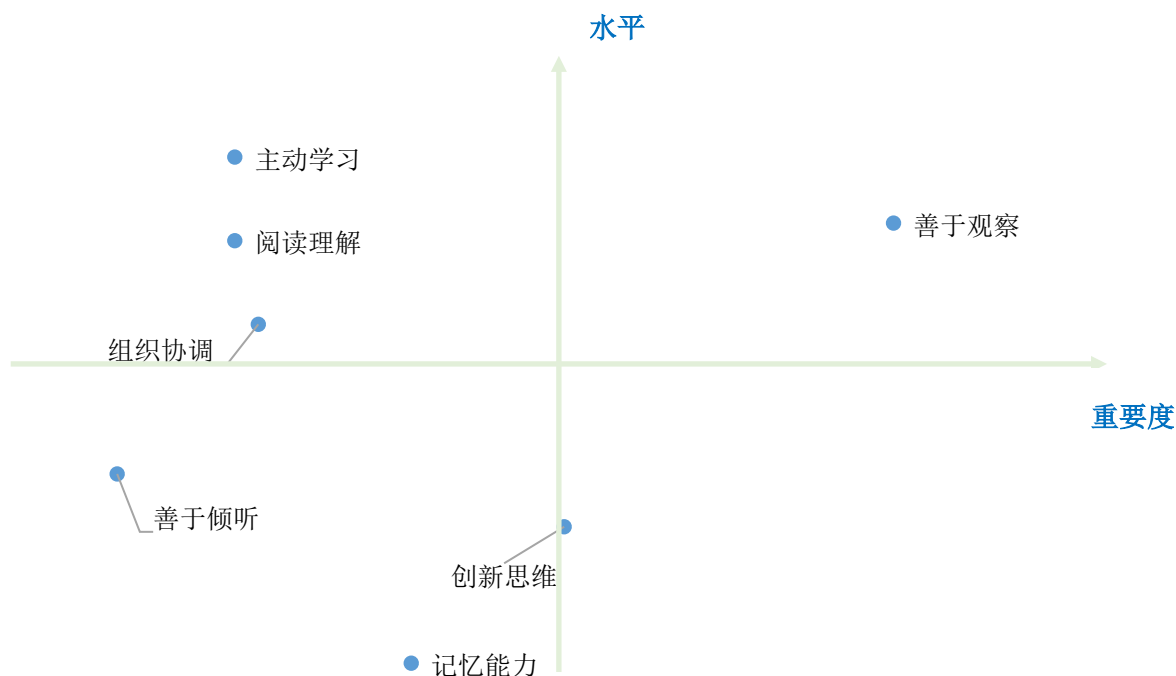 水平
主动学习
善于观察
阅读理解
组织协调
重要度
善于倾听
创新思维
记忆能力